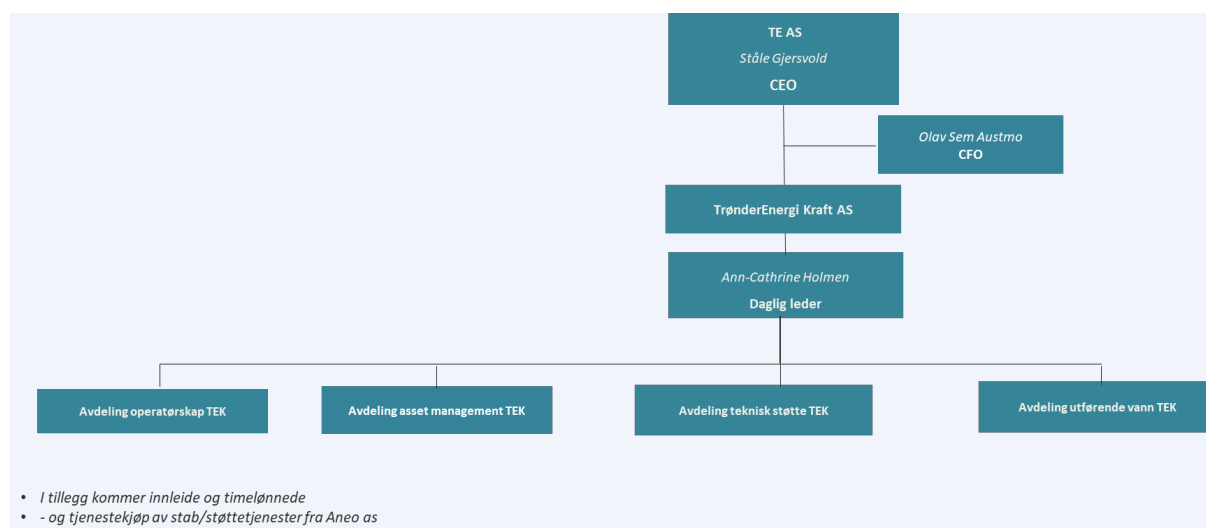 TE AS
Ståle Gjersvold
CEO
Olav Sem Austmo
CFO
TrønderEnergi Kraft AS
Ann-Cathrine Holmen
Daglig leder
Avdeling operatørskap TEK
Avdeling asset management TEK
Avdeling teknisk støtte TEK
Avdeling utførende vann TEK
• I tillegg kommer innleide og timelønnede
• - og tjenestekjøp av stab/støttetjenester fra Aneo as